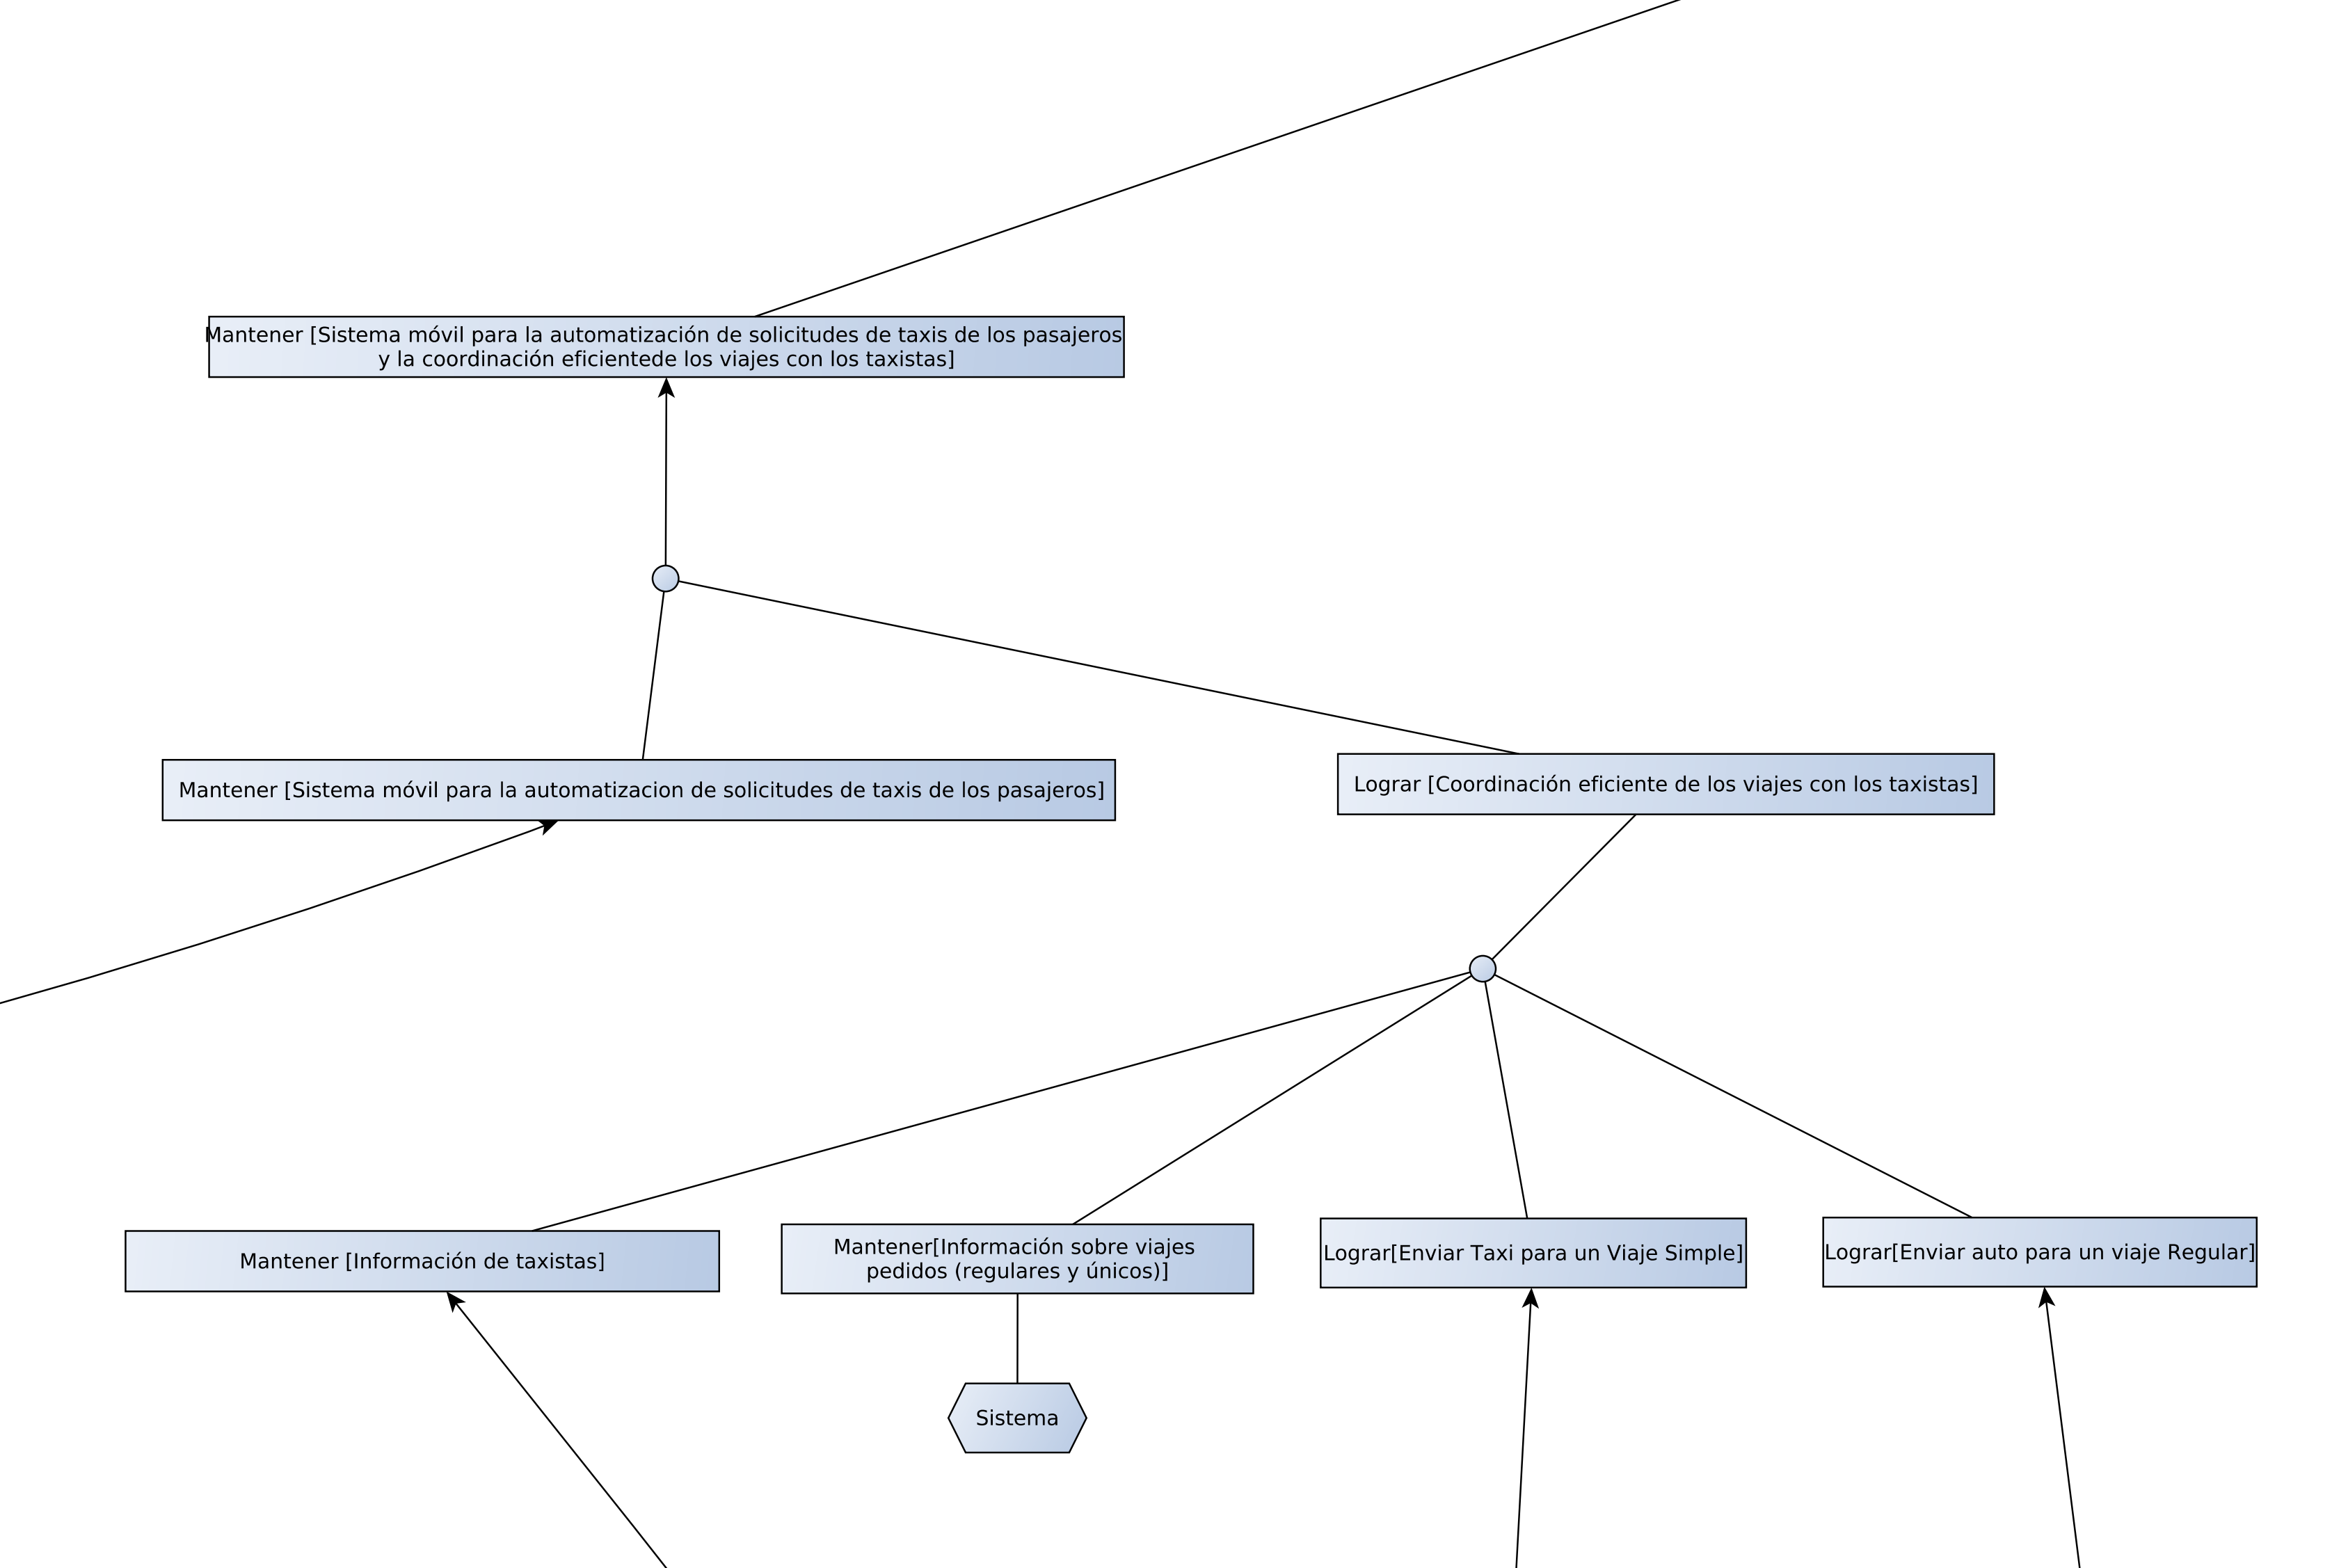 Mantener [Sistema móvil para la automatización de solicitudes de taxis de los pasajeros
y la coordinación eficientede los viajes con los taxistas]
Mantener [Sistema móvil para la automatizacion de solicitudes de taxis de los pasajeros]
Lograr [Coordinación eficiente de los viajes con los taxistas]
Mantener [Información de taxistas]
Mantener[Información sobre viajes
pedidos (regulares y únicos)]
Lograr[Enviar Taxi para un Viaje Simple]
Lograr[Enviar auto para un viaje Regular]
Sistema